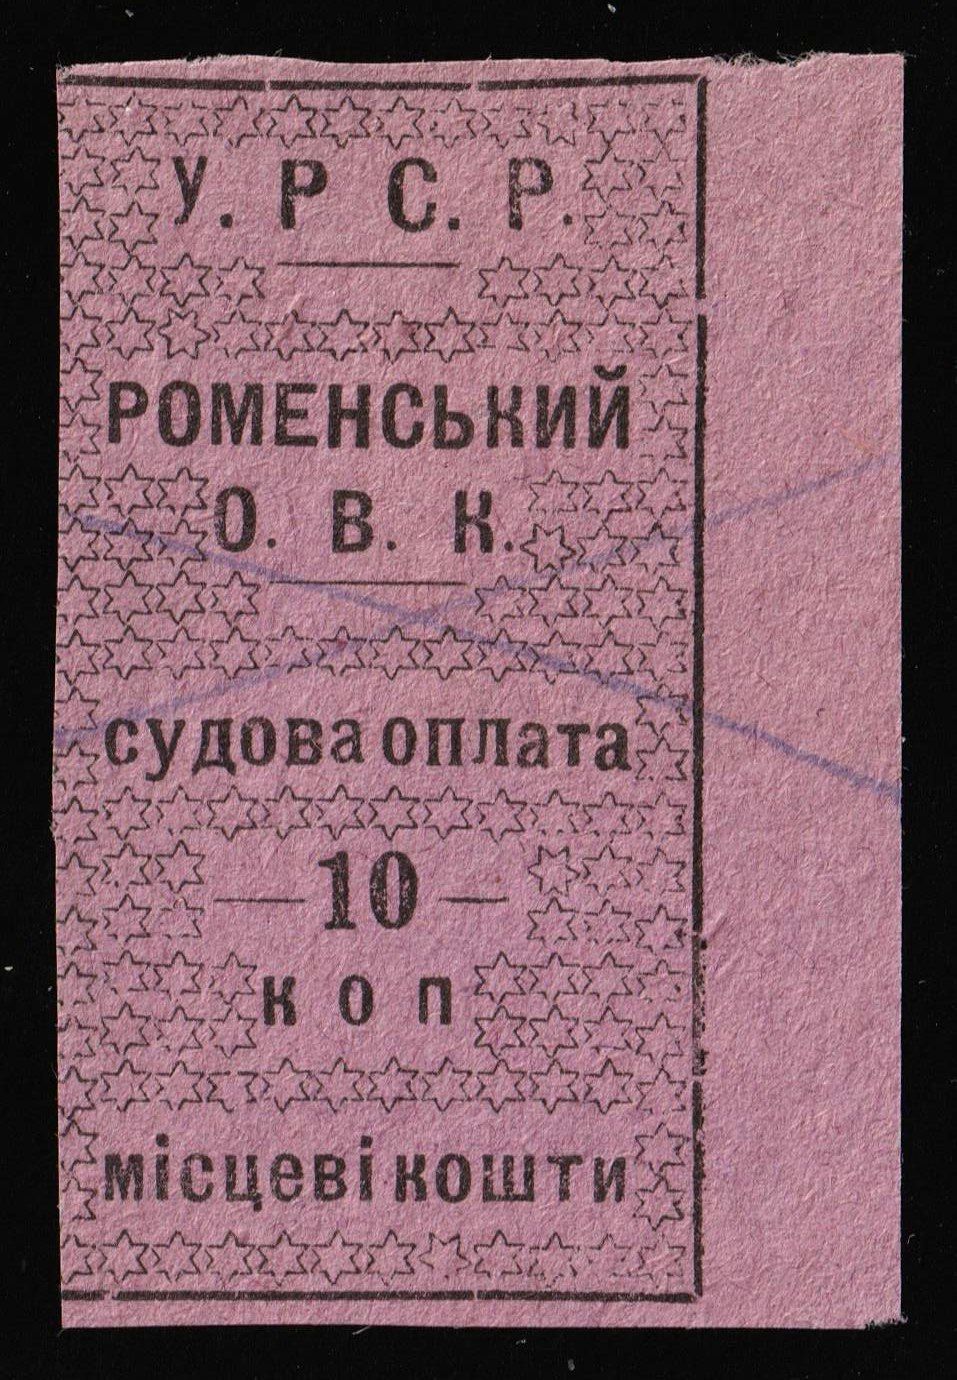 У. Р. С. Р.
РОМЕНСЬКИЙ
О. В. К.
судова оплата
— 10 —
коп
місцеві кошти